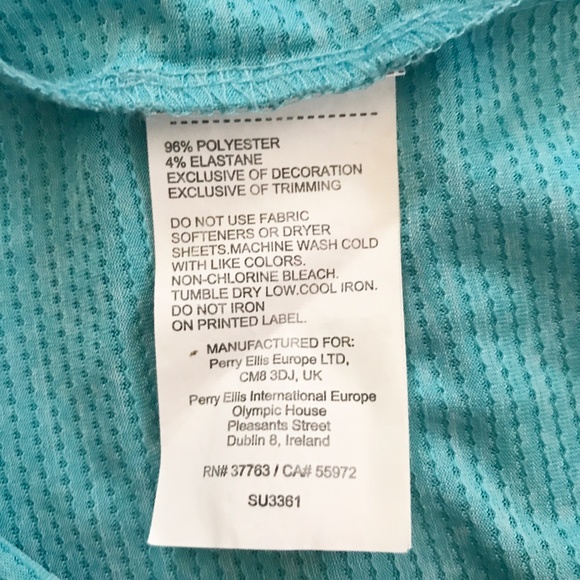 96% POLYESTER
4% ELASTANE
EXCLUSIVE OF DECORATION
EXCLUSIVE OF TRIMMING
DO NOT USE FABRIC
SOFTENERS OR DRYER
SHEETS.MACHINE WASH COLD
WITH LIKE COLORS.
NON-CHLORINE BLEACH.
TUMBLE DRY LOW.COOL IRON.
DO NOT IRON
ON PRINTED LABEL.
MANUFACTURED FOR:
Perry Ellis Europe LTD,
CM8 3DJ, UK
Perry Ellis International Europe
Olympic House
Pleasants Street
Dublin 8, Ireland
RN# 37763 / CA# 55972
SU3361